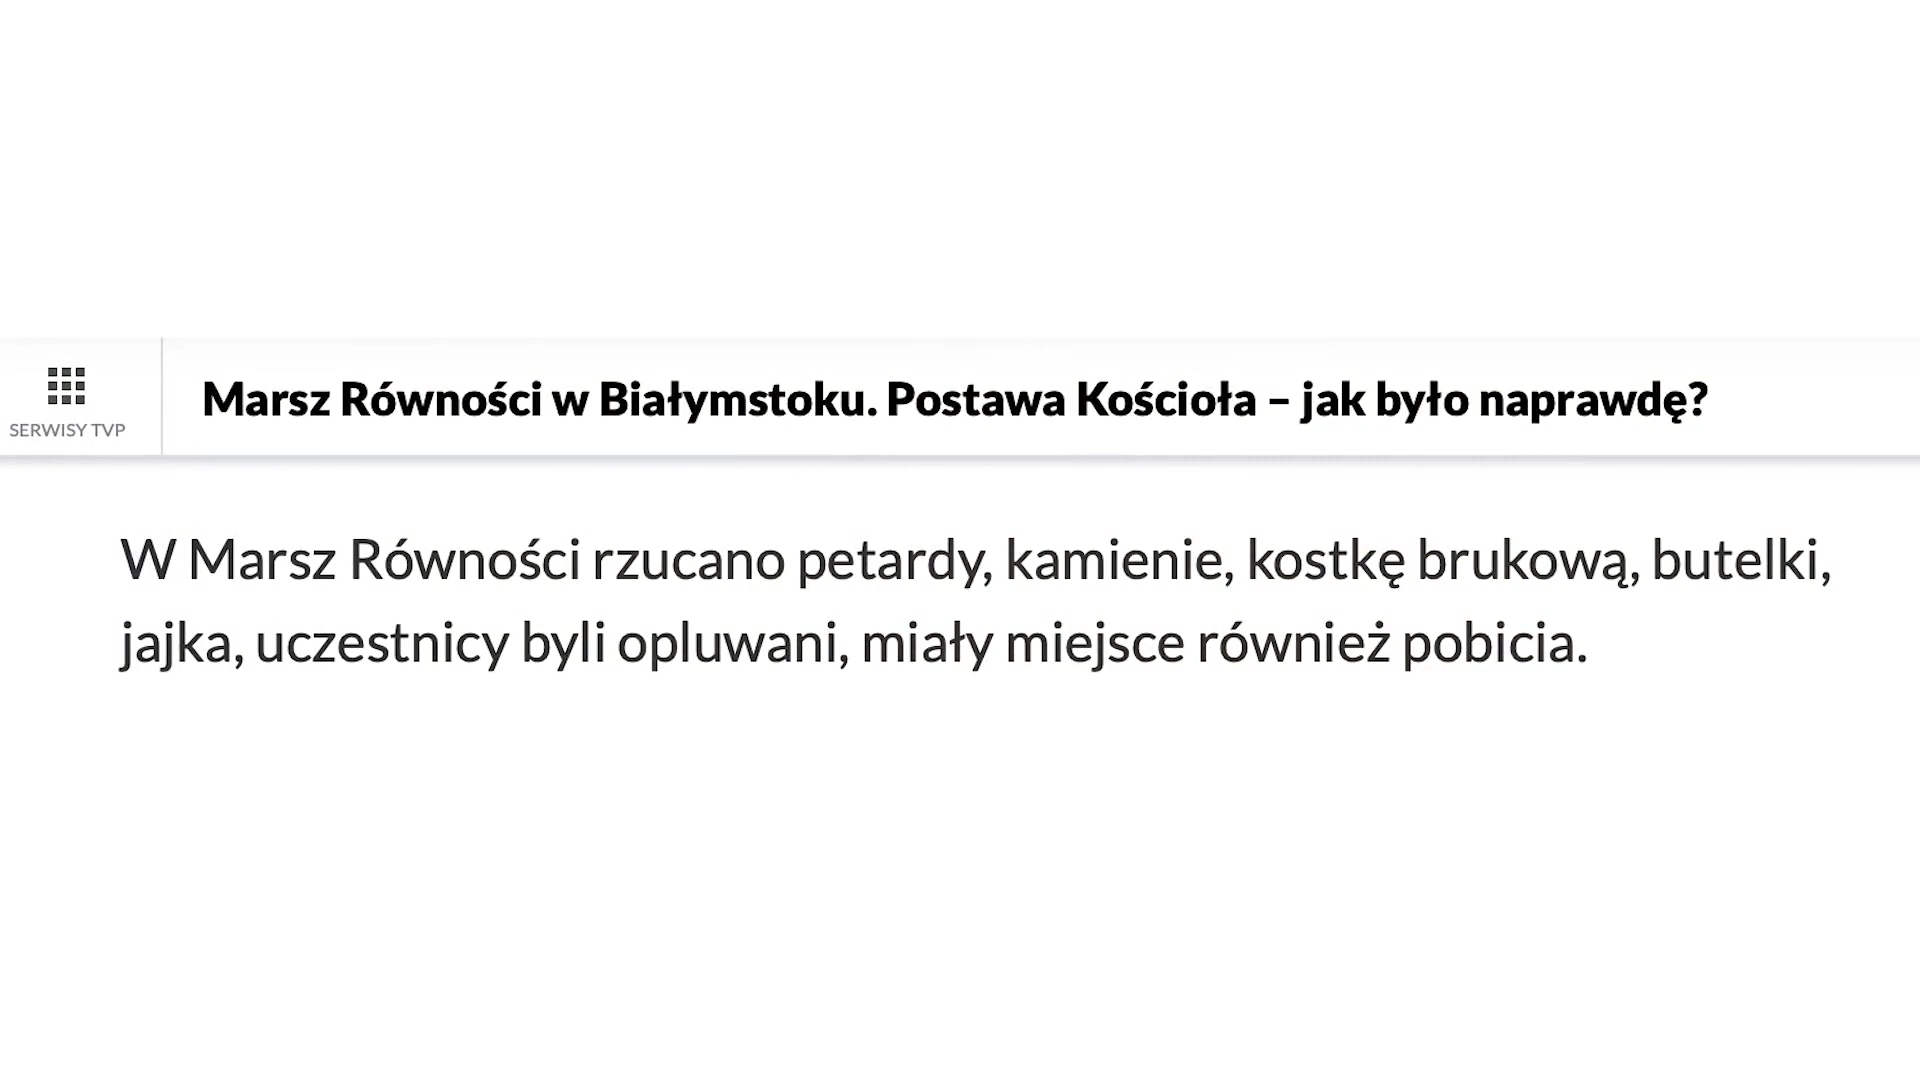 SERWISY TVP
Marsz Równości w Białymstoku. Postawa Kościoła – jak było naprawdę?
W Marsz Równości rzucano petardy, kamienie, kostkę brukową, butelki,
jajka, uczestnicy byli opluwani, miały miejsce również pobicia.